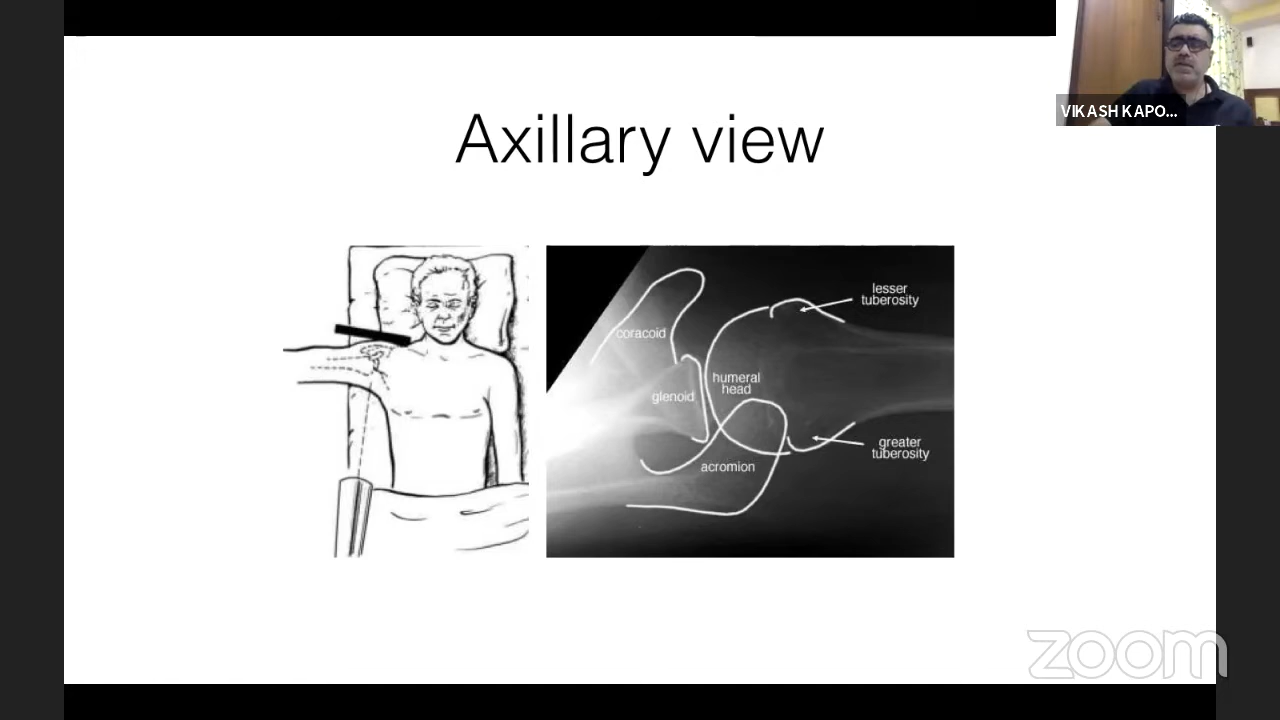 Axillary view
VIKASH KAPO...
lesser
tuberosity
coracoid
humeral
head
glenoid
greater
tuberosity
acromion
zoom